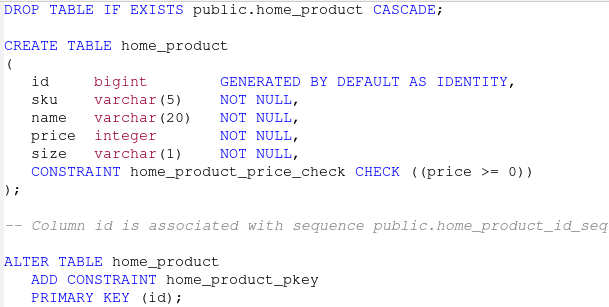 DROP TABLE IF EXISTS public.home_product CASCADE;
CREATE TABLE home_product
(
id bigint GENERATED BY DEFAULT AS IDENTITY,
sku varchar(5) NOT NULL,
name varchar(20) NOT NULL,
price integer NOT NULL,
size varchar(1) NOT NULL,
CONSTRAINT home_product_price_check CHECK ((price >= 0))
);
-- Column id is associated with sequence public.home_product_id_seq
ALTER TABLE home_product
ADD CONSTRAINT home_product_pkey
PRIMARY KEY (id);